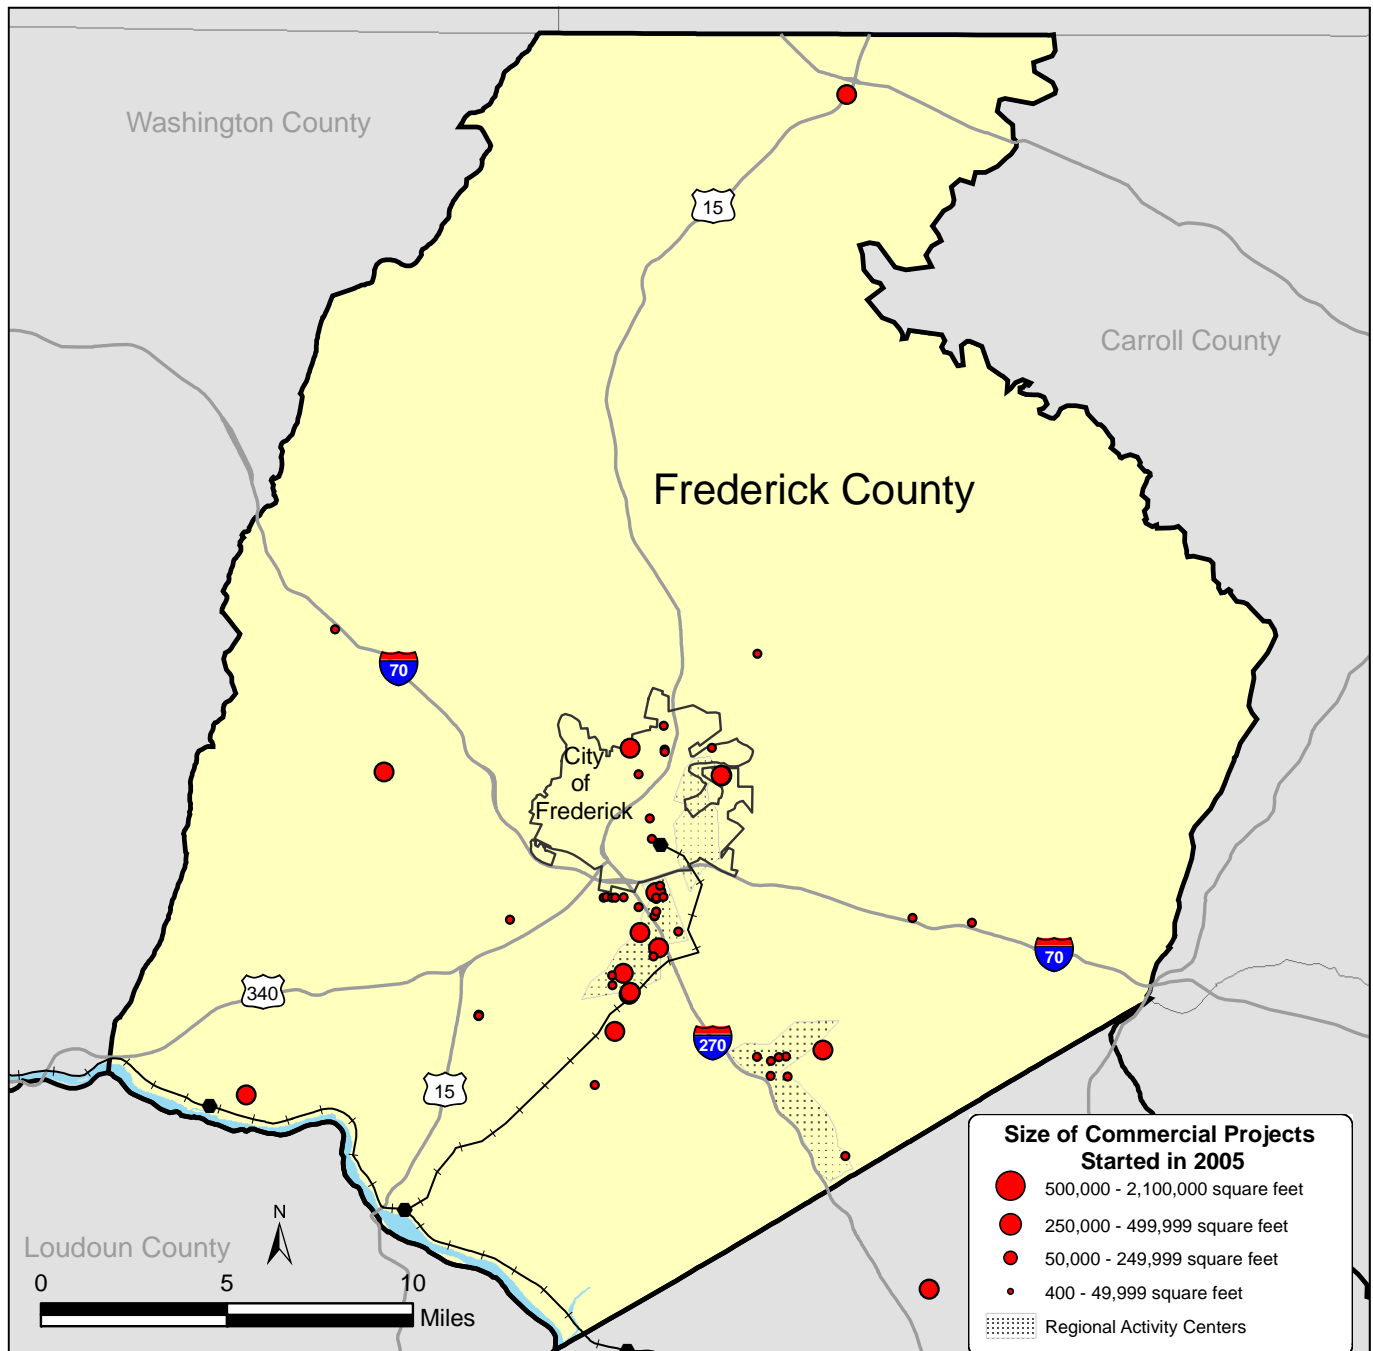 Washington County
15
Carroll County
Frederick County
70
City
of
Frederick
340
70
270
15
Size of Commercial Projects
Started in 2005
500,000 - 2,100,000 square feet
250,000 - 499,999 square feet
50,000 - 249,999 square feet
400 - 49,999 square feet
Regional Activity Centers
N
Loudoun County
0 5 10
Miles